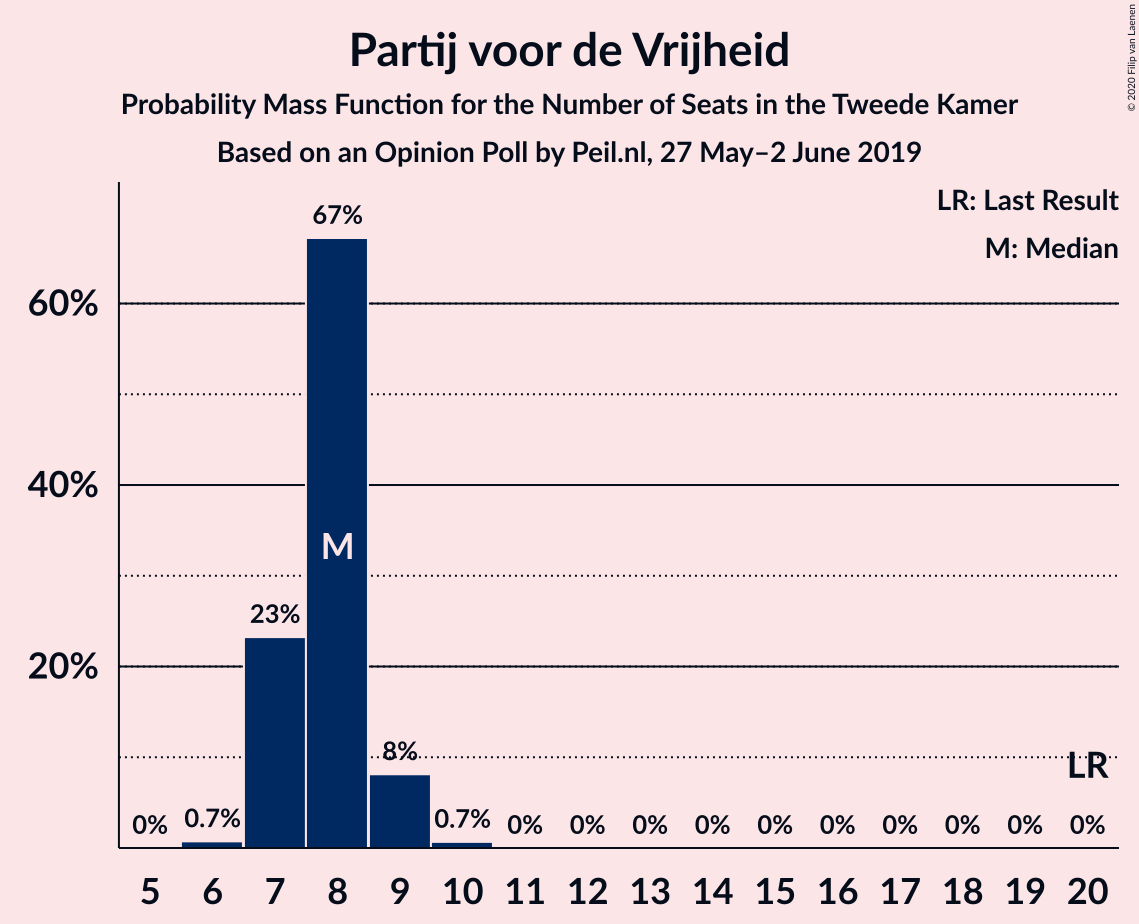 Partij voor de Vrijheid
Probability Mass Function for the Number of Seats in the Tweede Kamer
Based on an Opinion Poll by Peil.nl, 27 May–2 June 2019
© 2020 Filip van Laenen
LR: Last Result
M: Median
67%
60%
40%
M
23%
20%
8%
LR
0% 0.7% 0.7% 0% 0% 0% 0% 0% 0% 0% 0% 0% 0%
5 6 7 8 9 10 11 12 13 14 15 16 17 18 19 20